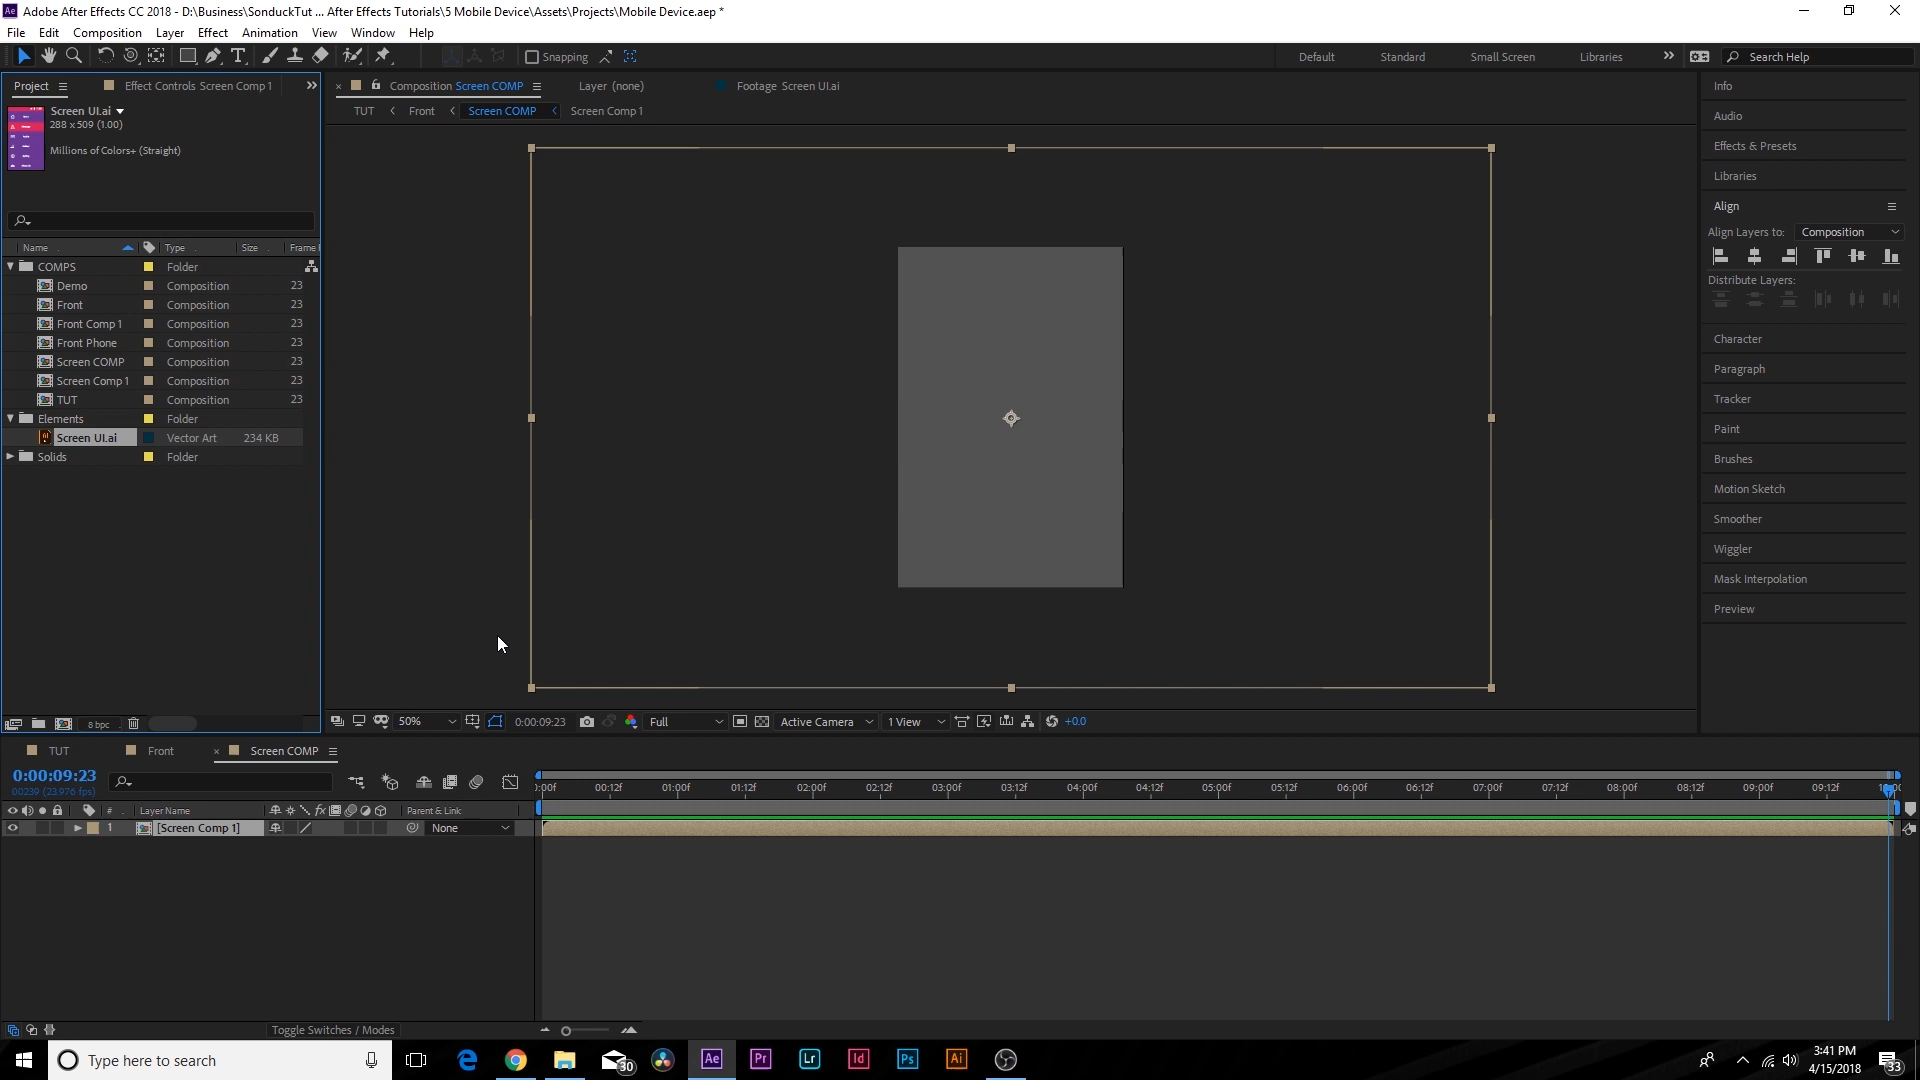 Adobe After Effects CC 2018 - D:\Business\SonduckTut ... After Effects Tutorials\5 Mobile Device\Assets\Projects\Mobile Device.aep *
File Edit Composition Layer Effect Animation View Window Help
Snapping
Default Standard Small Screen Libraries
Search Help
Project
Effect Controls Screen Comp 1
Composition Screen COMP
Layer (none)
Footage Screen UI.ai
TUT Front Screen COMP Screen Comp 1
Screen UI.ai
288 x 509 (1.00)
Millions of Colors+ (Straight)
Name Type Size
COMPS Folder
Demo Composition 23
Front Composition 23
Front Comp 1 Composition 23
Front Phone Composition 23
Screen COMP Composition 23
Screen Comp 1 Composition 23
TUT Composition 23
Elements Folder
Screen UI.ai Vector Art 234 KB
Solids Folder
8 bpc
50%
0:00:09:23
Full
Active Camera
1 View
+0.0
Info
Audio
Effects & Presets
Libraries
Align
Align Layers to: Composition
Distribute Layers:
Character
Paragraph
Tracker
Paint
Brushes
Motion Sketch
Smoother
Wiggler
Mask Interpolation
Preview
TUT Front Screen COMP
0:00:09:23
00239 (23.976 fps)
00:12f 01:00f 01:12f 02:00f 02:12f 03:00f 03:12f 04:00f 04:12f 05:00f 05:12f 06:00f 06:12f 07:00f 07:12f 08:00f 08:12f 09:00f 09:12f
# Layer Name Parent & Link
1 [Screen Comp 1] None
Toggle Switches / Modes
Type here to search
30
Ae Pr Lr Id Ps Ai
3:41 PM
4/15/2018
33